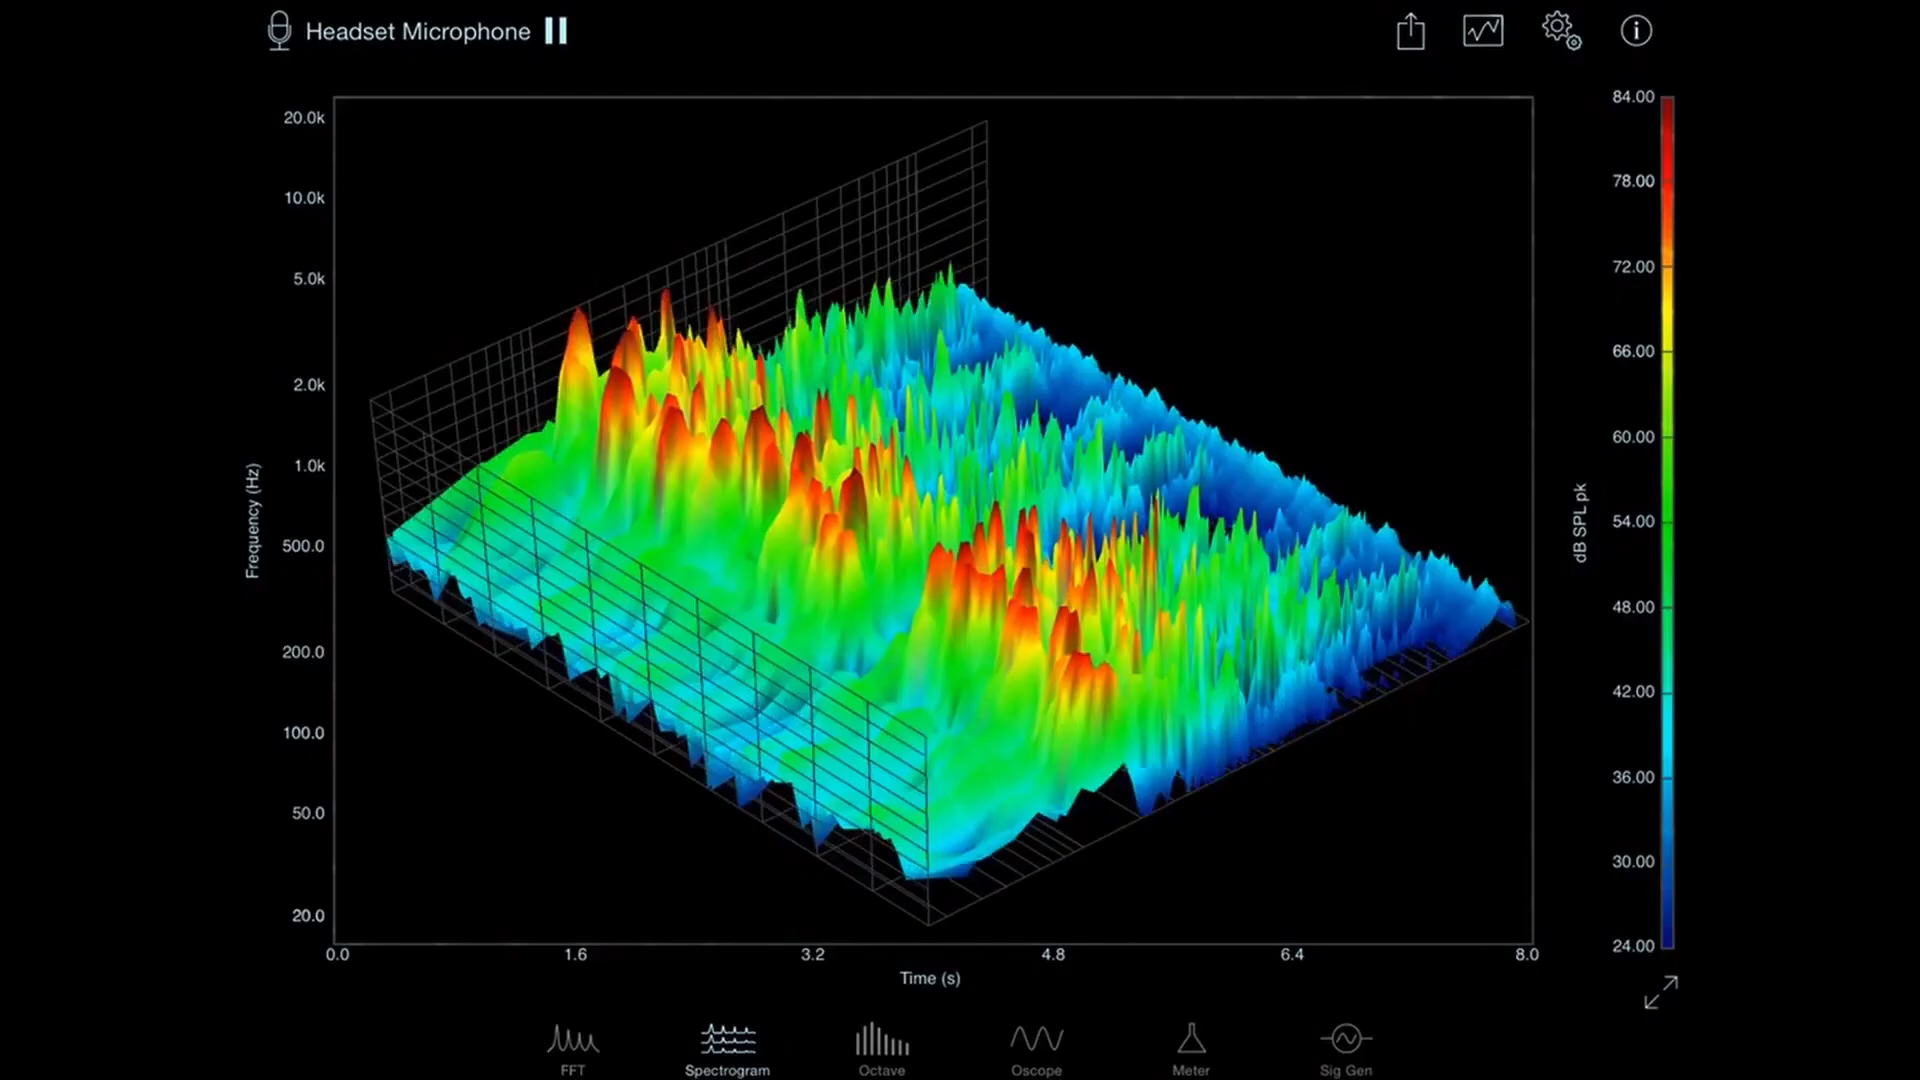 Headset Microphone
20.0k
10.0k
5.0k
2.0k
1.0k
500.0
200.0
100.0
50.0
20.0
Frequency (Hz)
0.0 1.6 3.2 4.8 6.4 8.0
Time (s)
84.00
78.00
72.00
66.00
60.00
54.00
48.00
42.00
36.00
30.00
24.00
dB SPL pk
FFT Spectrogram Octave Oscope Meter Sig Gen